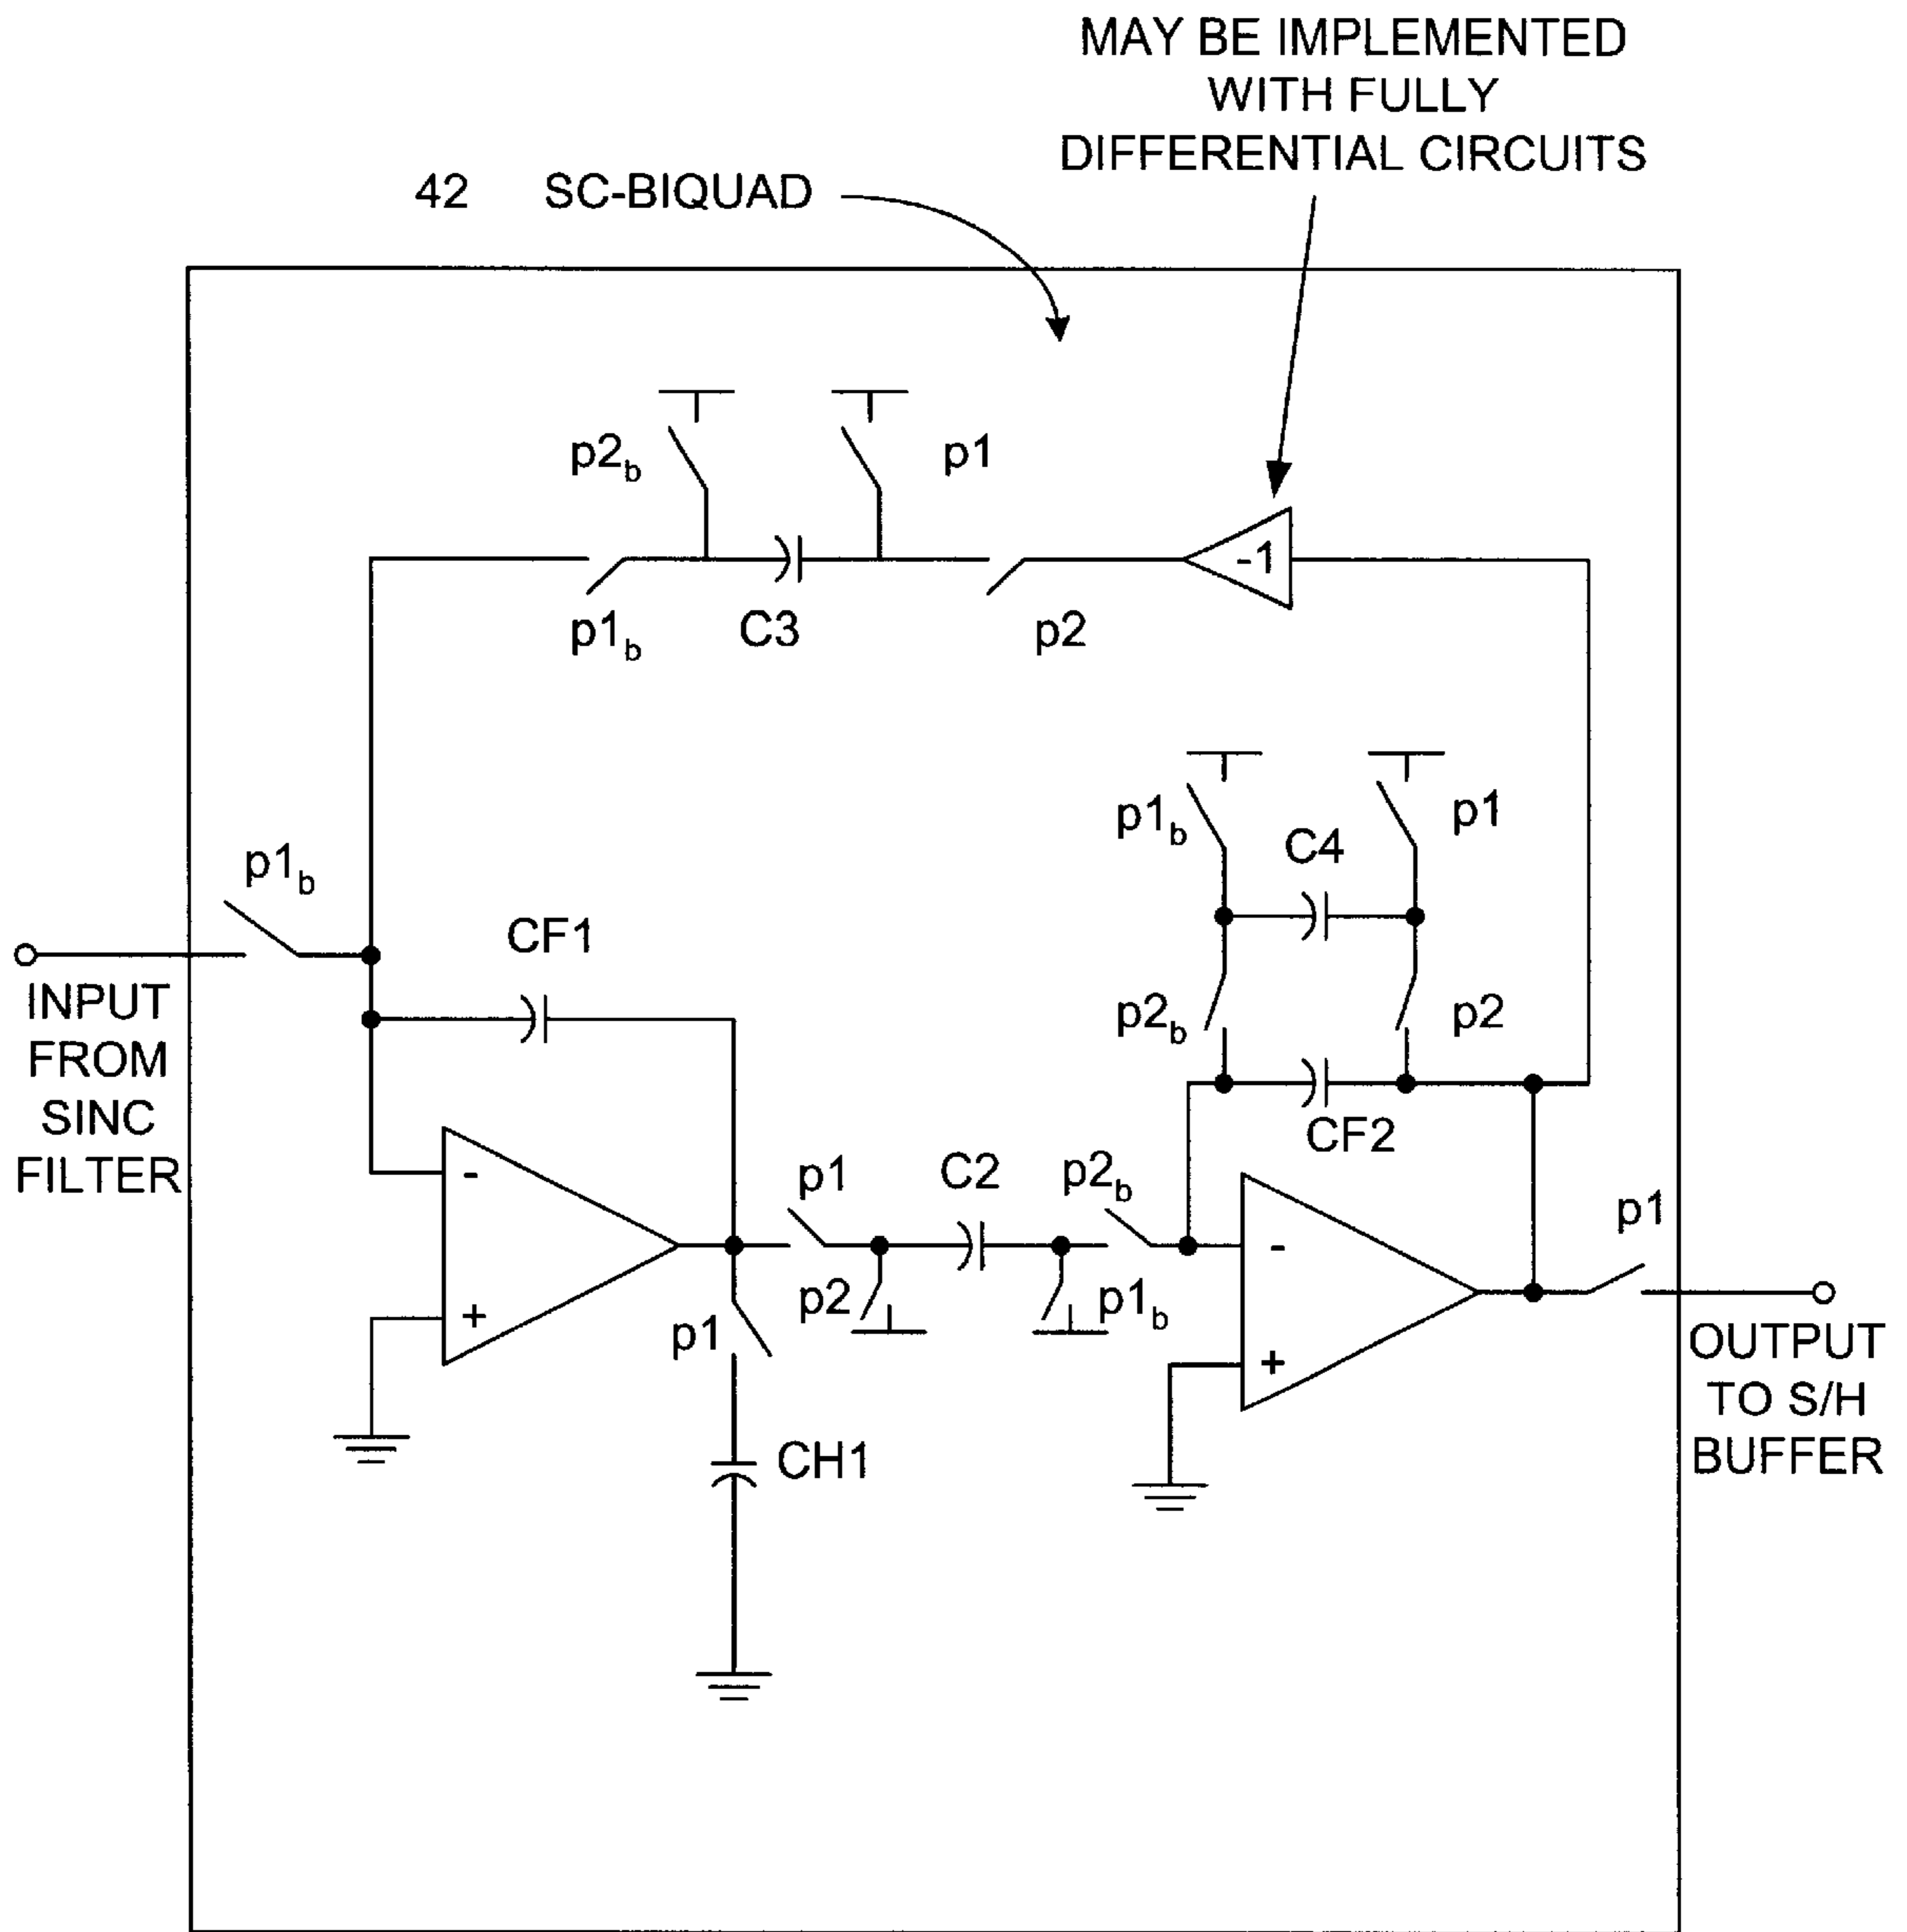 MAY BE IMPLEMENTED
WITH FULLY
DIFFERENTIAL CIRCUITS
42 SC-BIQUAD
p2b
p1
-1
p1b
C3
p2
p1b
C4
p1
p1b
CF1
p2b
p2
INPUT
FROM
SINC
FILTER
CF2
-
p1
C2
p2b
p1
-
+
p2
p1b
p1
+
OUTPUT
TO S/H
BUFFER
CH1